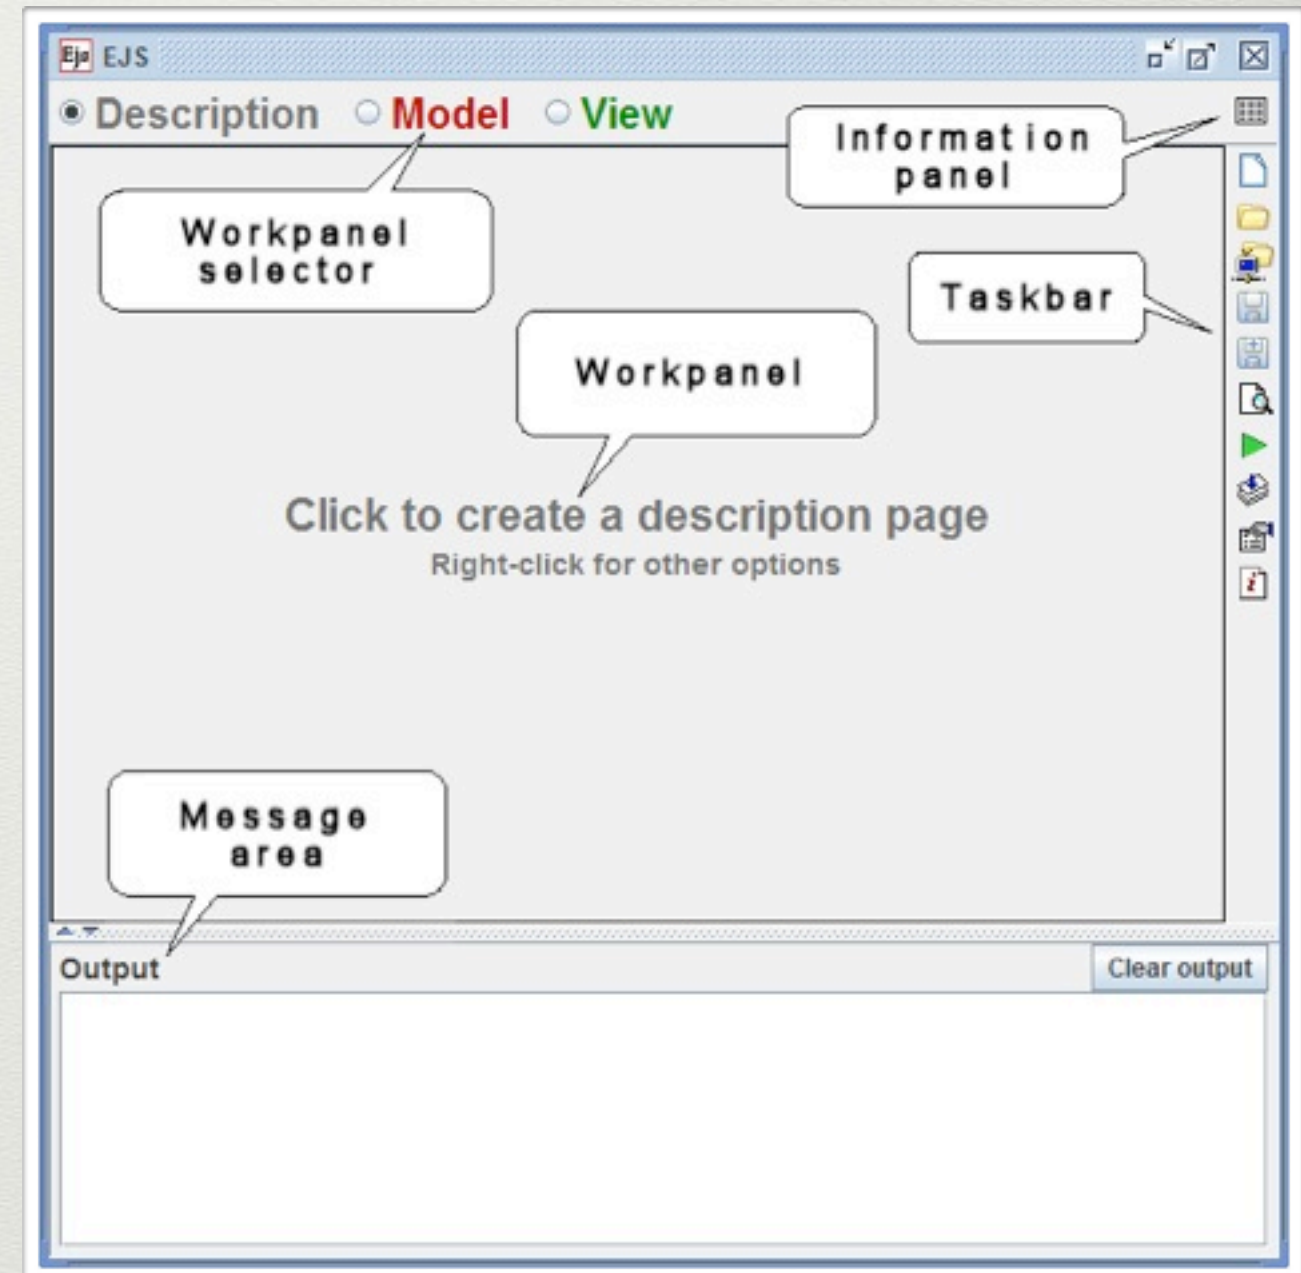 Ejs EJS
Description Model View
Information
panel
Workpanel
selector
Taskbar
Workpanel
Click to create a description page
Right-click for other options
Message
area
Output
Clear output